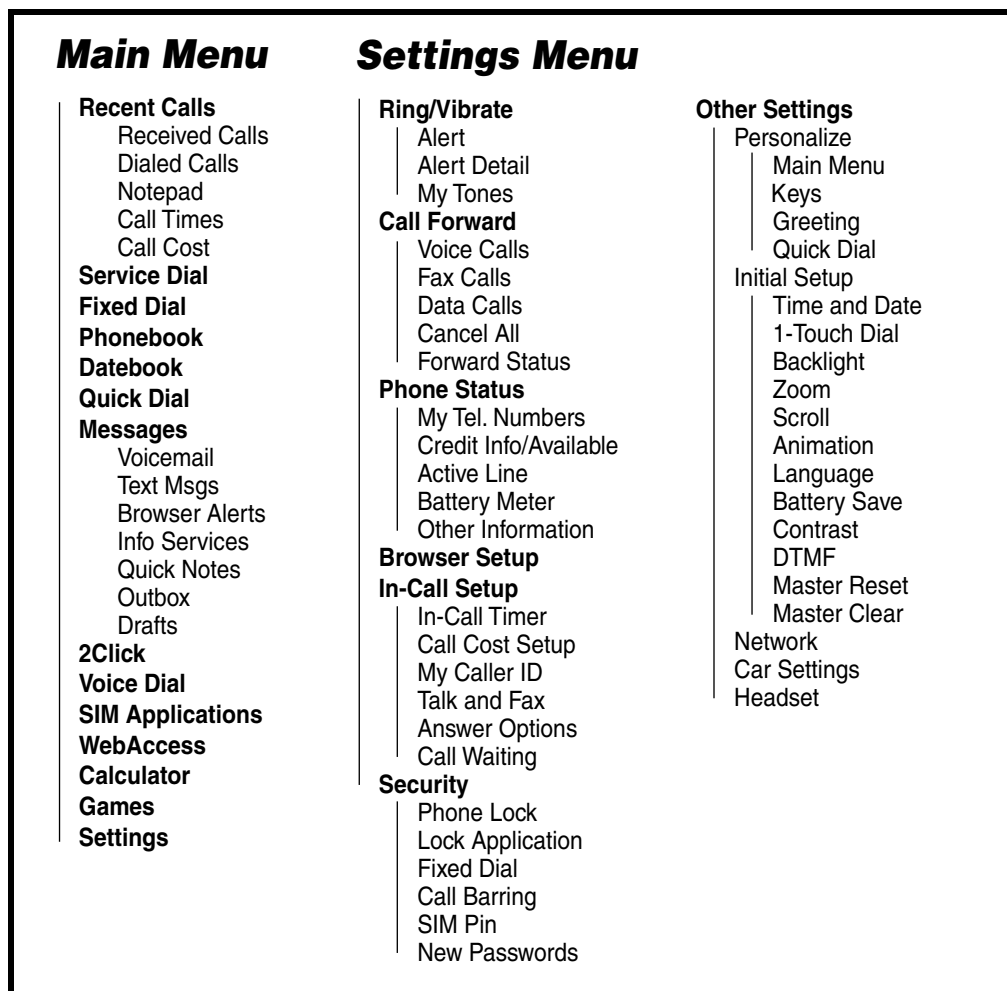 Main Menu
Recent Calls
Received Calls
Dialed Calls
Notepad
Call Times
Call Cost
Service Dial
Fixed Dial
Phonebook
Datebook
Quick Dial
Messages
Voicemail
Text Msgs
Browser Alerts
Info Services
Quick Notes
Outbox
Drafts
2Click
Voice Dial
SIM Applications
WebAccess
Calculator
Games
Settings
Settings Menu
Ring/Vibrate
Alert
Alert Detail
My Tones
Call Forward
Voice Calls
Fax Calls
Data Calls
Cancel All
Forward Status
Phone Status
My Tel. Numbers
Credit Info/Available
Active Line
Battery Meter
Other Information
Browser Setup
In-Call Setup
In-Call Timer
Call Cost Setup
My Caller ID
Talk and Fax
Answer Options
Call Waiting
Security
Phone Lock
Lock Application
Fixed Dial
Call Barring
SIM Pin
New Passwords
Other Settings
Personalize
Main Menu
Keys
Greeting
Quick Dial
Initial Setup
Time and Date
1-Touch Dial
Backlight
Zoom
Scroll
Animation
Language
Battery Save
Contrast
DTMF
Master Reset
Master Clear
Network
Car Settings
Headset